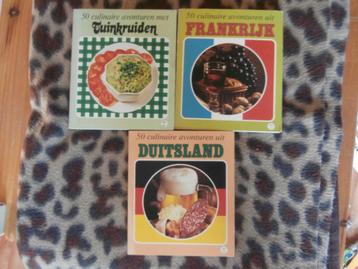 50 culinaire avonturen met
Tuinkruiden
50 culinaire avonturen uit
FRANKRIJK
50 culinaire avonturen uit
DUITSLAND